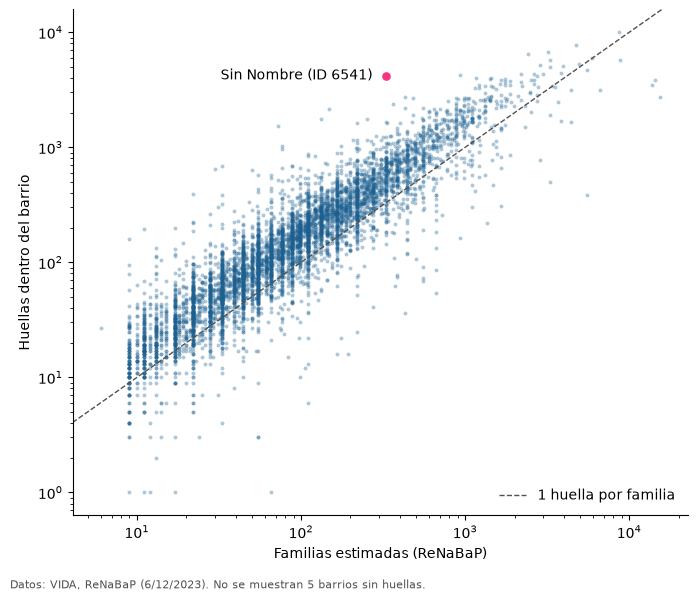 10⁴
Sin Nombre (ID 6541)
10³
Huellas dentro del barrio
10²
10¹
10⁰
1 huella por familia
10¹ 10² 10³ 10⁴
Familias estimadas (ReNaBaP)
Datos: VIDA, ReNaBaP (6/12/2023). No se muestran 5 barrios sin huellas.